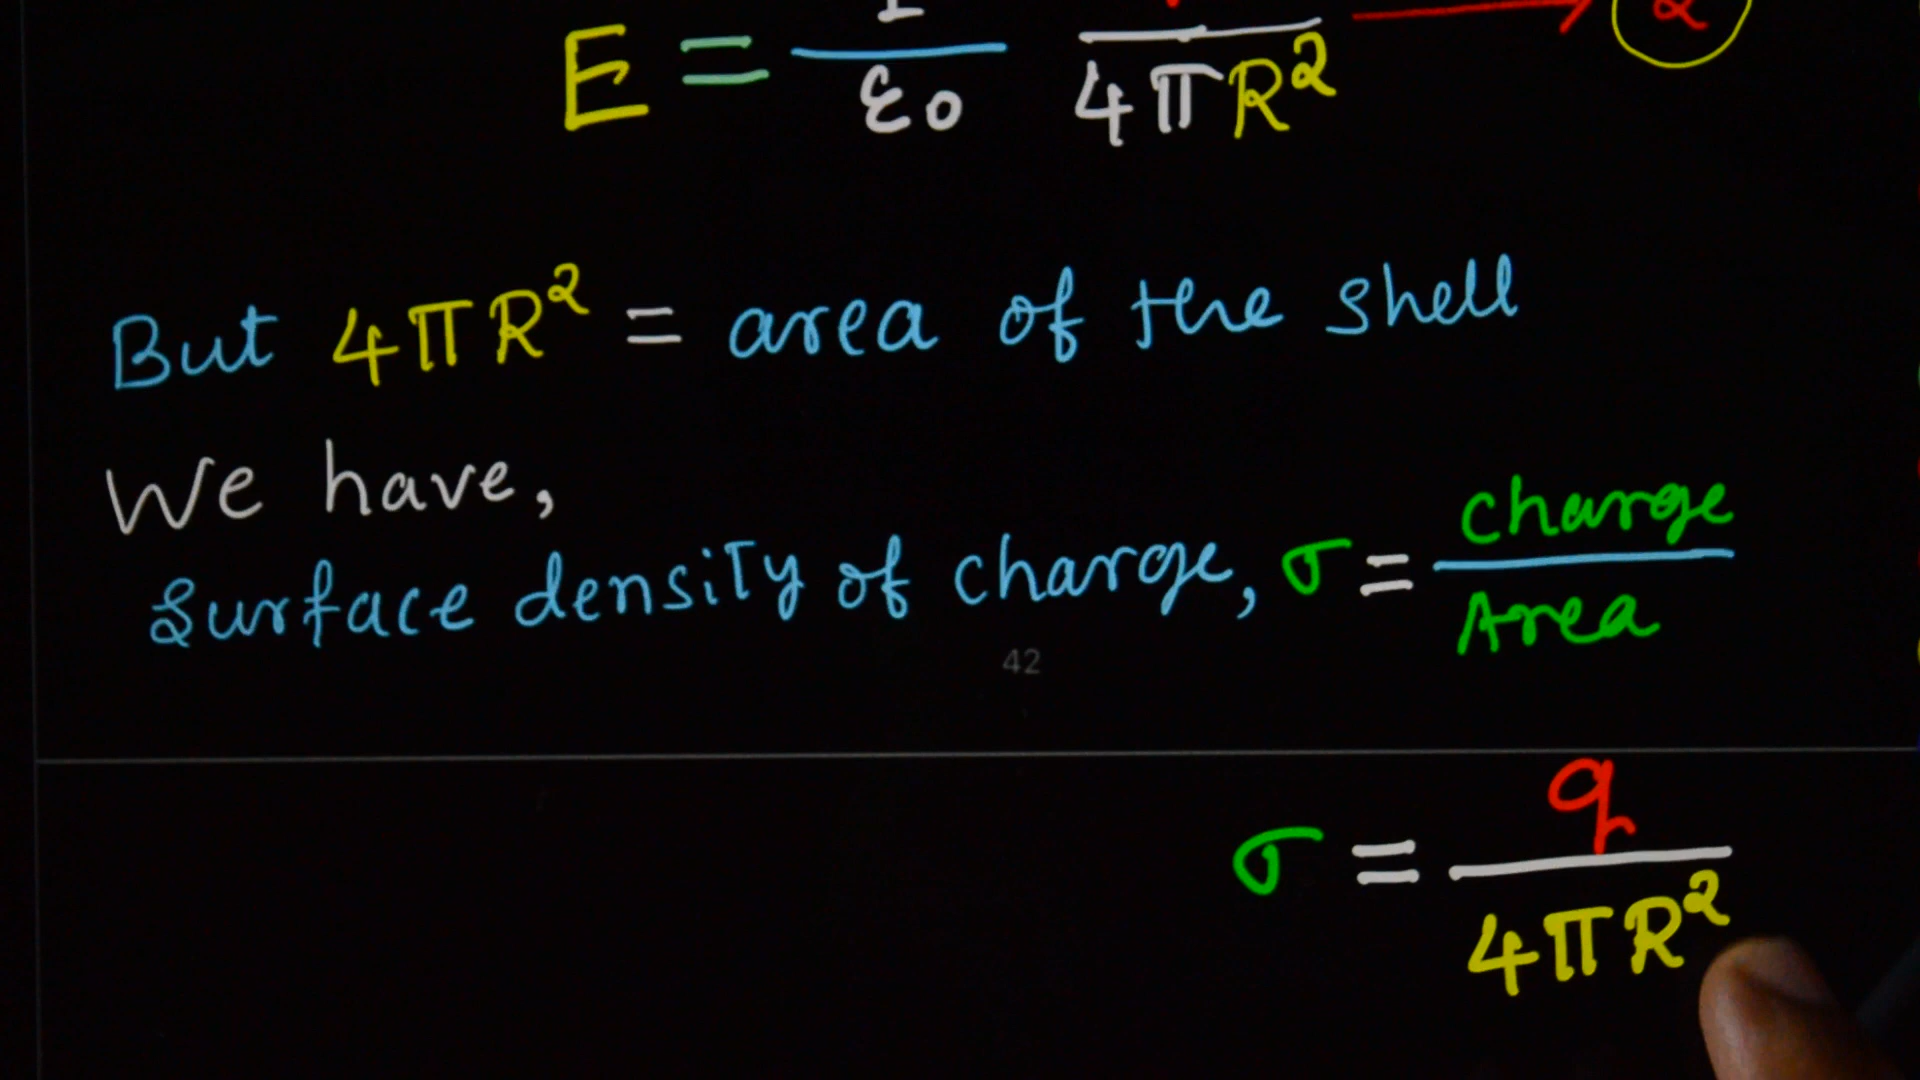 E = 1/ε0 q/4πR² → 2
But 4πR² = area of the shell
We have,
Surface density of charge, σ = charge/Area
42
σ = q/4πR²